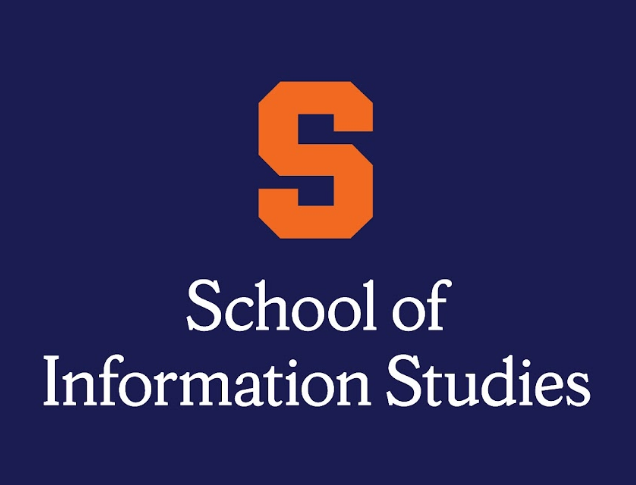 S
School of
Information Studies